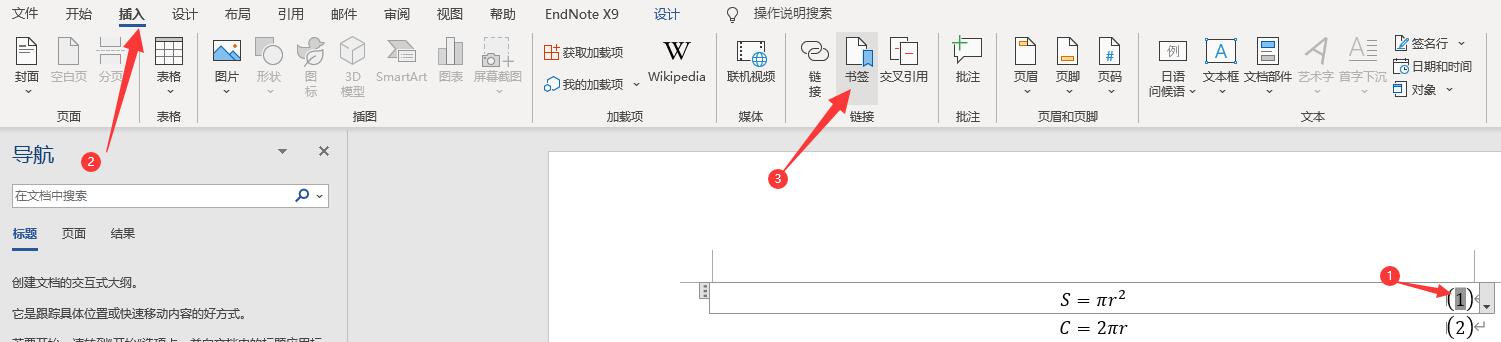 文件 开始 插入 设计 布局 引用 邮件 审阅 视图 帮助 EndNote X9 设计 操作说明搜索
封面 空白页 分页 表格 图片 形状 图标 3D模型 SmartArt 图表 屏幕截图 获取加载项 我的加载项 Wikipedia 联机视频 链接 书签 交叉引用 批注 页眉 页脚 页码 日语问候语 文本框 文档部件 艺术字 首字下沉 签名行 日期和时间 对象
页面 表格 插图 加载项 媒体 链接 批注 页眉和页脚 文本
2
3
导航
在文档中搜索
标题 页面 结果
创建文档的交互式大纲。
它是跟踪具体位置或快速移动内容的好方式。
1
S = πr² (1)
C = 2πr (2)